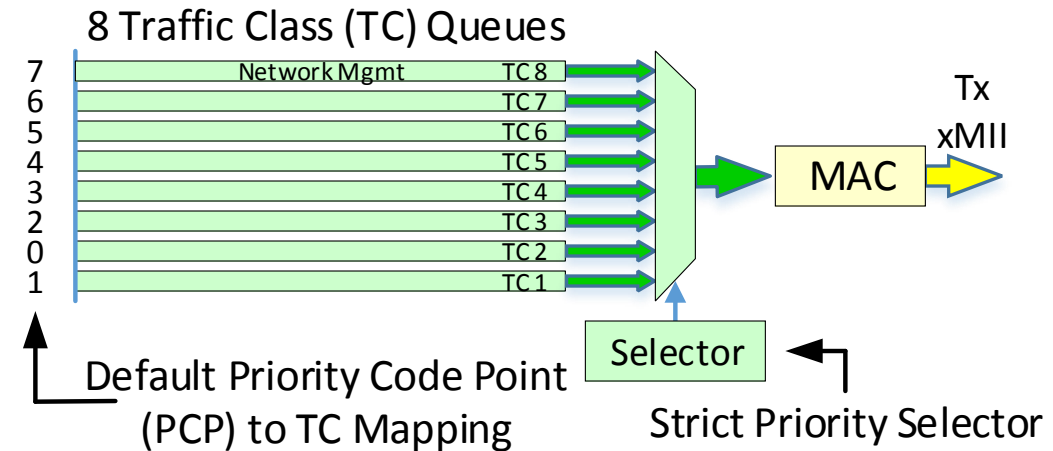 8 Traffic Class (TC) Queues
7 Network Mgmt TC 8
6 TC 7
5 TC 6
4 TC 5
3 TC 4
2 TC 3
0 TC 2
1 TC 1
Tx
xMII
MAC
Selector
Default Priority Code Point
(PCP) to TC Mapping
Strict Priority Selector